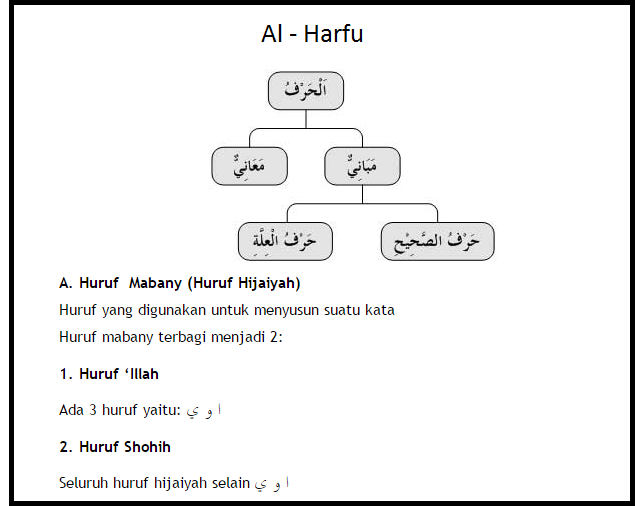 Al - Harfu
اَلْحَرْفُ
مَبَانِيٌّ
مَعَانِيٌّ
حَرْفُ الصَّحِيْحِ
حَرْفُ الْعِلَّةِ
A. Huruf Mabany (Huruf Hijaiyah)
Huruf yang digunakan untuk menyusun suatu kata
Huruf mabany terbagi menjadi 2:
1. Huruf ‘Illah
Ada 3 huruf yaitu: ا و ي
2. Huruf Shohih
Seluruh huruf hijaiyah selain ا و ي